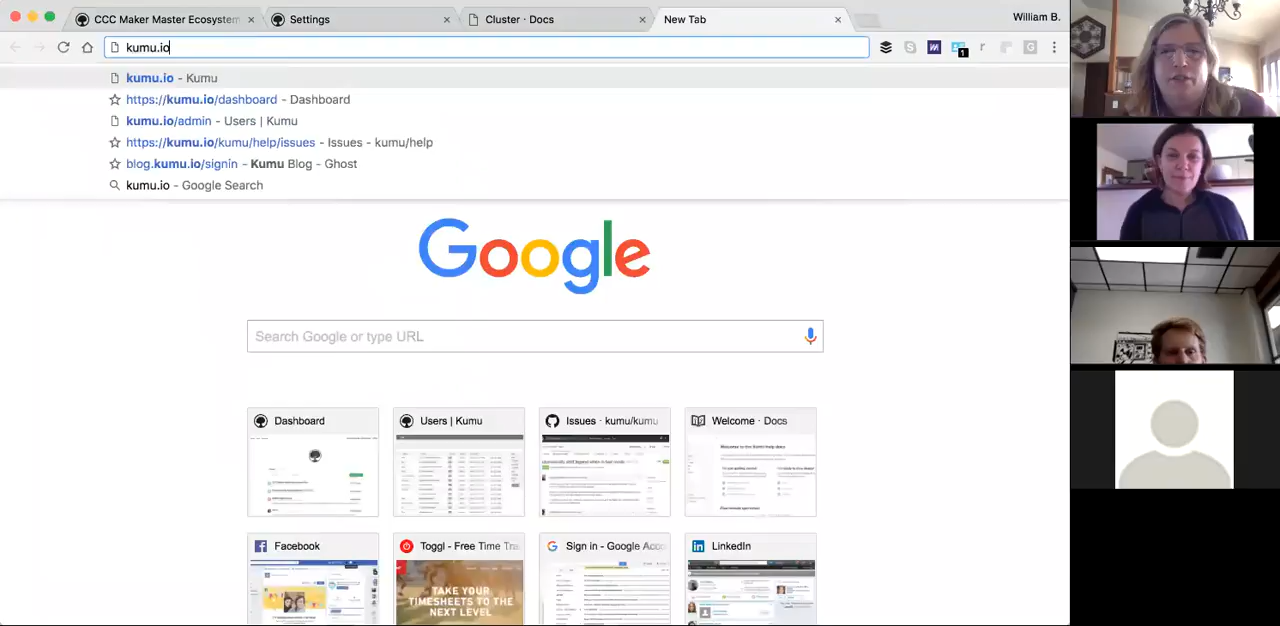 CCC Maker Master Ecosystem
Settings
Cluster · Docs
New Tab
William B.
kumu.io
kumu.io - Kumu
https://kumu.io/dashboard - Dashboard
kumu.io/admin - Users | Kumu
https://kumu.io/kumu/help/issues - Issues - kumu/help
blog.kumu.io/signin - Kumu Blog - Ghost
kumu.io - Google Search
Google
Search Google or type URL
Dashboard
Users | Kumu
Issues · kumu/kumu
Welcome · Docs
Facebook
Toggl - Free Time Tra
Sign in - Google Acco
LinkedIn
TAKE YOUR
TIMESHEETS TO THE
NEXT LEVEL